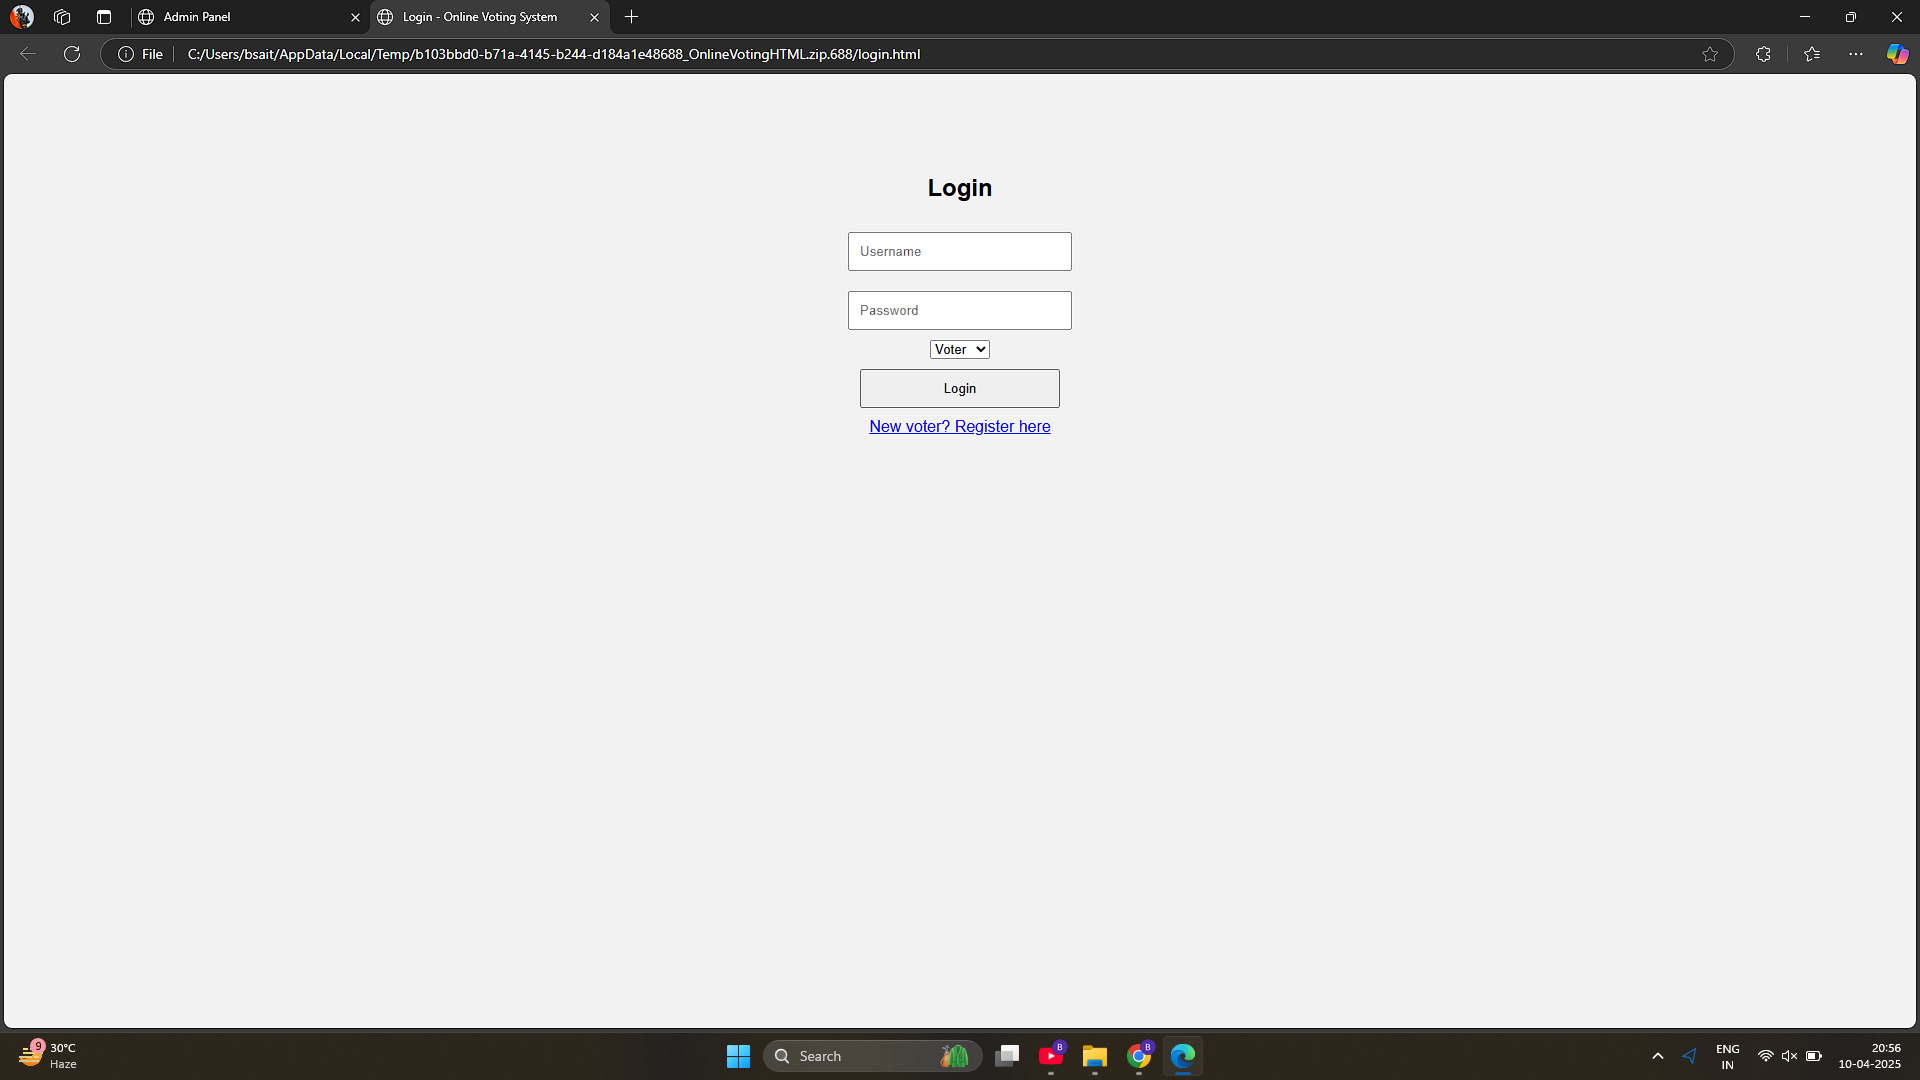 Admin Panel
Login - Online Voting System
File
C:/Users/bsait/AppData/Local/Temp/b103bbd0-b71a-4145-b244-d184a1e48688_OnlineVotingHTML.zip.688/login.html
Login
Username
Password
Voter
Login
New voter? Register here
9
30°C
Haze
Search
B
B
ENG
IN
20:56
10-04-2025